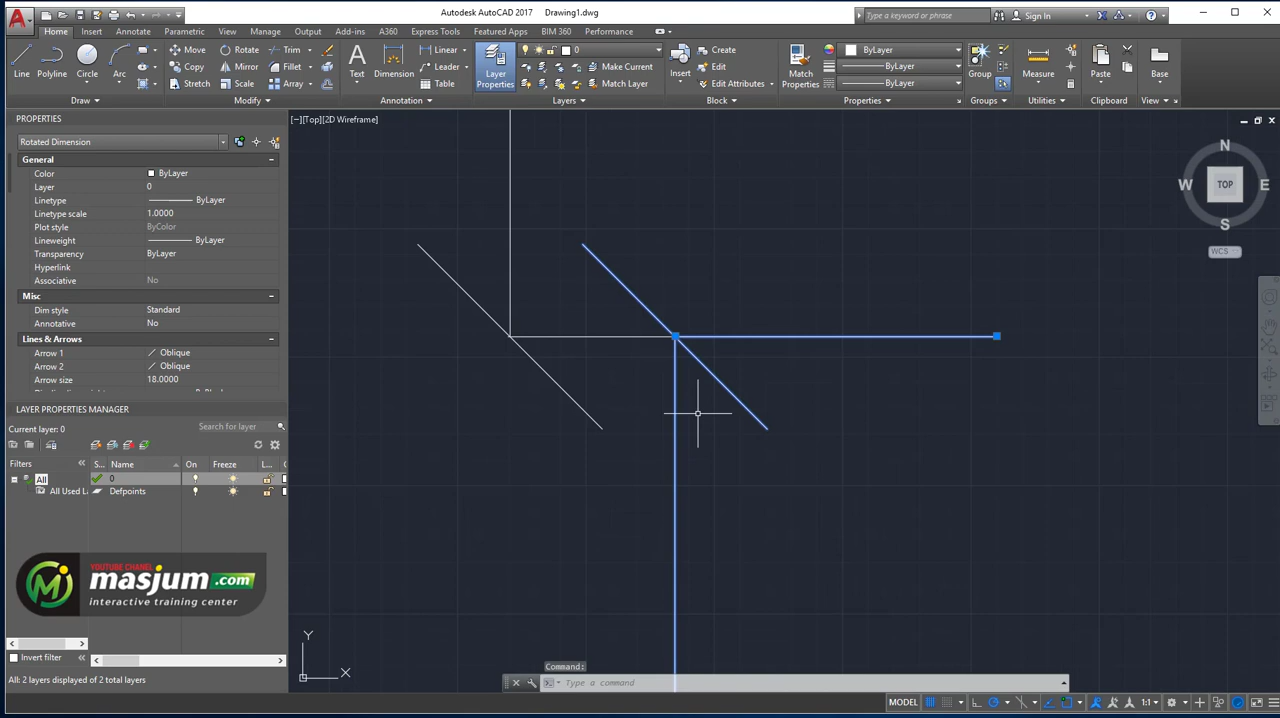 Autodesk AutoCAD 2017 Drawing1.dwg
Type a keyword or phrase
Sign In
Home Insert Annotate Parametric View Manage Output Add-ins A360 Express Tools Featured Apps BIM 360 Performance
Line Polyline Circle Arc
Move Rotate Trim
Copy Mirror Fillet
Stretch Scale Array
Text Dimension
Linear
Leader
Table
Layer Properties
0
Make Current
Match Layer
Insert
Create
Edit
Edit Attributes
Match Properties
ByLayer
ByLayer
ByLayer
Group
Measure
Paste
Base
Draw Modify Annotation Layers Block Properties Groups Utilities Clipboard View
PROPERTIES
Rotated Dimension
General
Color ByLayer
Layer 0
Linetype ByLayer
Linetype scale 1.0000
Plot style ByColor
Lineweight ByLayer
Transparency ByLayer
Hyperlink
Associative No
Misc
Dim style Standard
Annotative No
Lines & Arrows
Arrow 1 Oblique
Arrow 2 Oblique
Arrow size 18.0000
LAYER PROPERTIES MANAGER
Current layer: 0
Search for layer
Filters
S... Name On Freeze L...
All
All Used La
0
Defpoints
YOUTUBE CHANEL
masjum.com
interactive training center
Invert filter
All: 2 layers displayed of 2 total layers
[−][Top][2D Wireframe]
N
W TOP E
S
WCS
Y
X
Command:
Type a command
MODEL
1:1